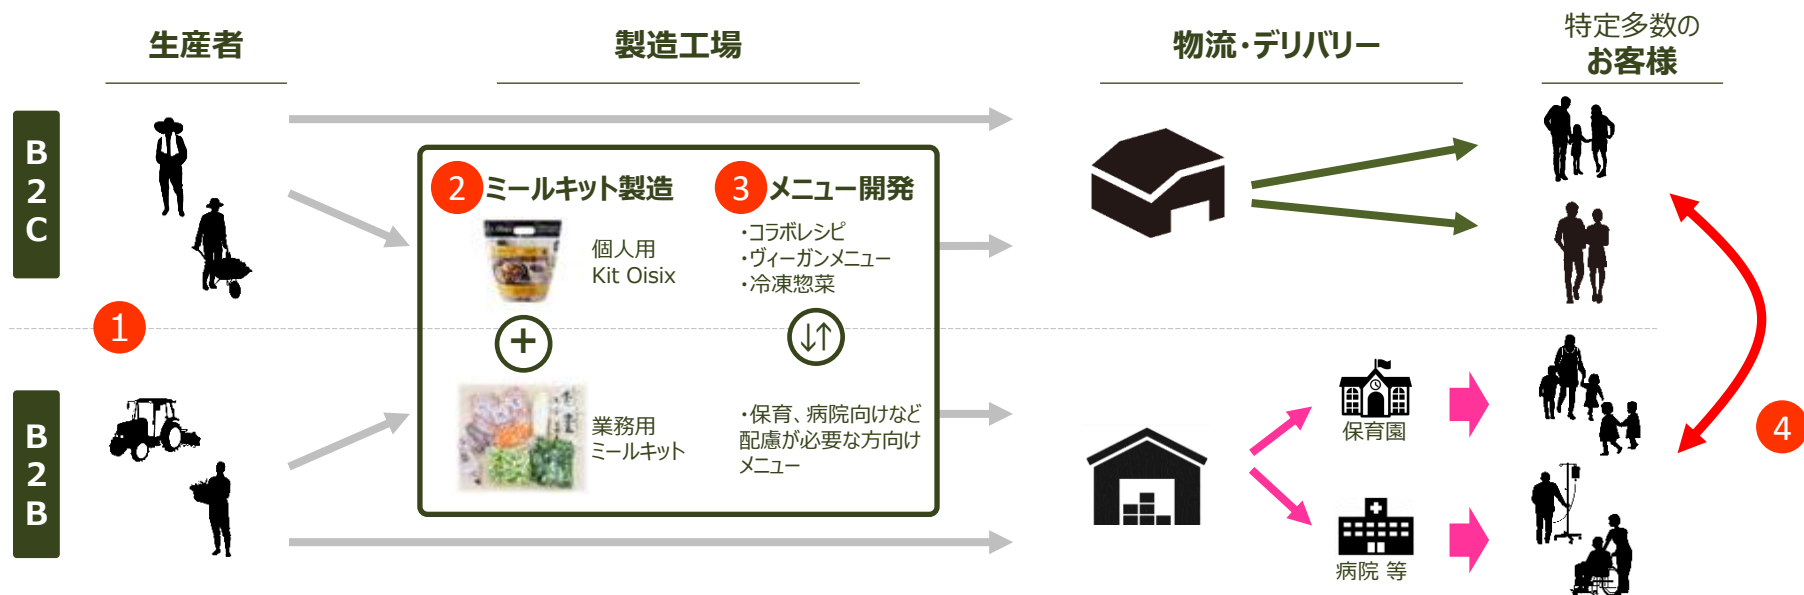 生産者
製造工場
物流・デリバリー
特定多数の
お客様
B
2
C
2 ミールキット製造
3 メニュー開発
個人用
Kit Oisix
・コラボレシピ
・ヴィーガンメニュー
・冷凍惣菜
1
+
↓↑
B
2
B
業務用
ミールキット
・保育、病院向けなど
配慮が必要な方向け
メニュー
保育園
病院 等
4